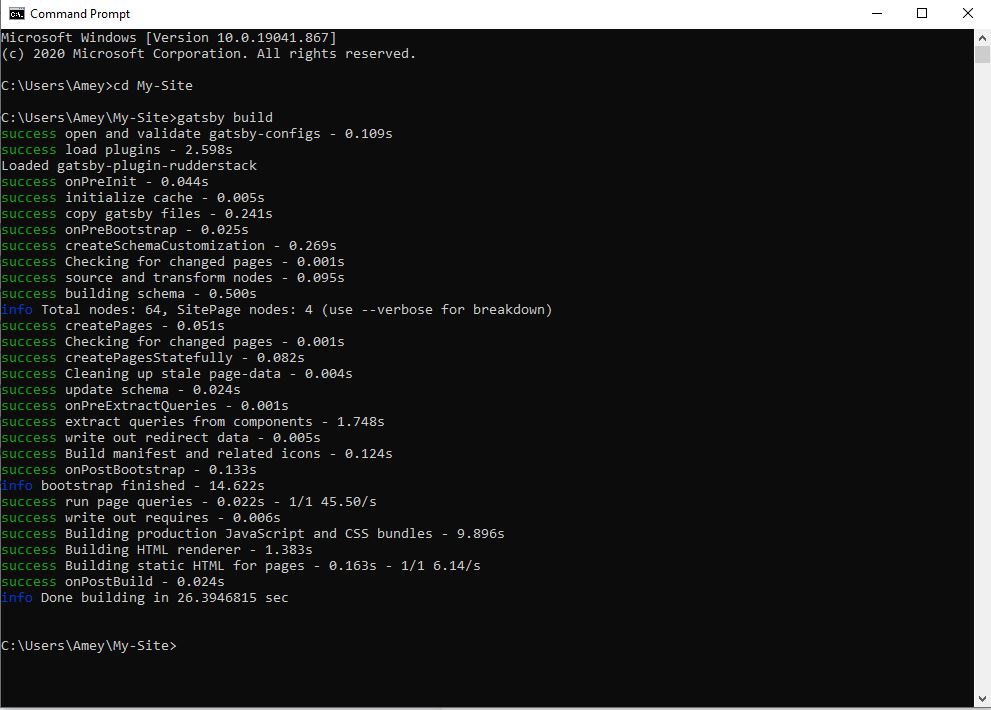 Command Prompt
Microsoft Windows [Version 10.0.19041.867]
(c) 2020 Microsoft Corporation. All rights reserved.
C:\Users\Amey>cd My-Site
C:\Users\Amey\My-Site>gatsby build
success open and validate gatsby-configs - 0.109s
success load plugins - 2.598s
Loaded gatsby-plugin-rudderstack
success onPreInit - 0.044s
success initialize cache - 0.005s
success copy gatsby files - 0.241s
success onPreBootstrap - 0.025s
success createSchemaCustomization - 0.269s
success Checking for changed pages - 0.001s
success source and transform nodes - 0.095s
success building schema - 0.500s
info Total nodes: 64, SitePage nodes: 4 (use --verbose for breakdown)
success createPages - 0.051s
success Checking for changed pages - 0.001s
success createPagesStatefully - 0.082s
success Cleaning up stale page-data - 0.004s
success update schema - 0.024s
success onPreExtractQueries - 0.001s
success extract queries from components - 1.748s
success write out redirect data - 0.005s
success Build manifest and related icons - 0.124s
success onPostBootstrap - 0.133s
info bootstrap finished - 14.622s
success run page queries - 0.022s - 1/1 45.50/s
success write out requires - 0.006s
success Building production JavaScript and CSS bundles - 9.896s
success Building HTML renderer - 1.383s
success Building static HTML for pages - 0.163s - 1/1 6.14/s
success onPostBuild - 0.024s
info Done building in 26.3946815 sec
C:\Users\Amey\My-Site>